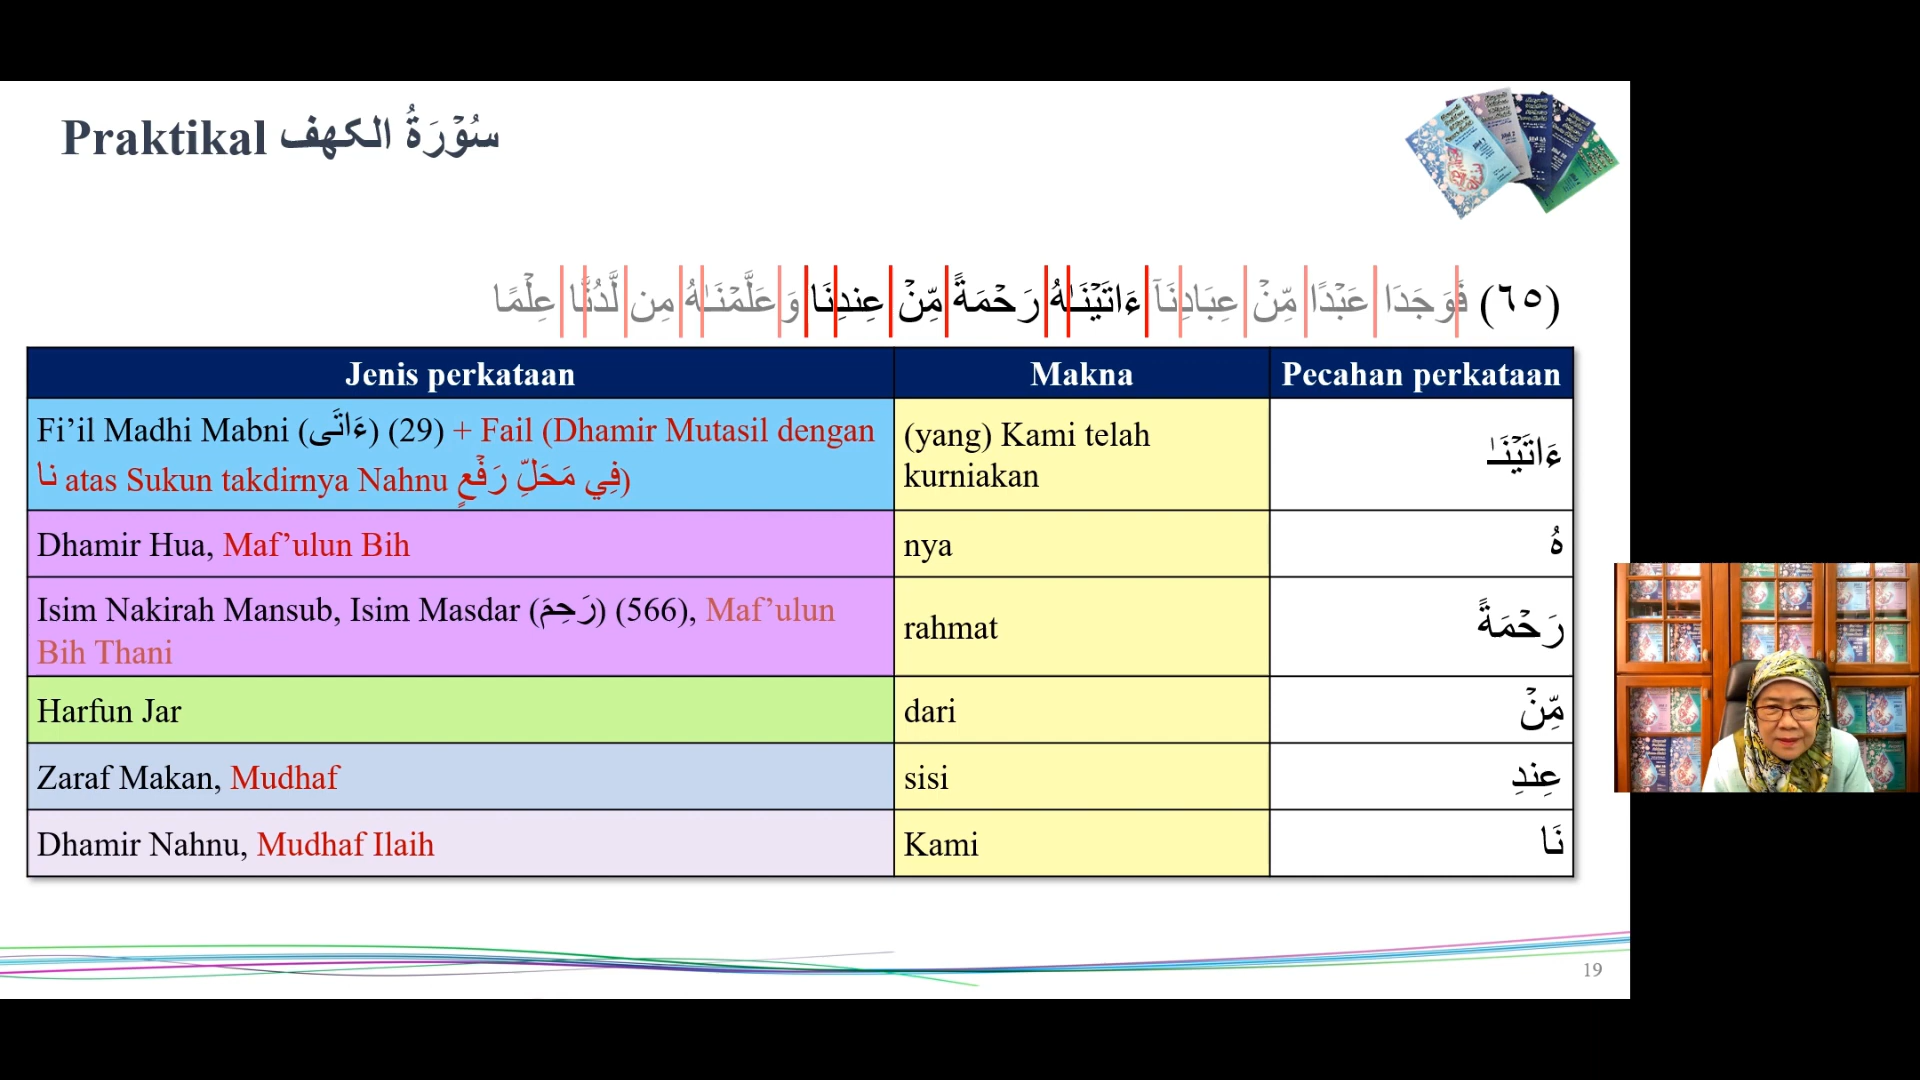 Praktikal سُوۡرَةُ الكهف
(٦٥) فَوَجَدَا عَبۡدًا مِّنۡ عِبَادِنَآ ءَاتَيۡنَـٰهُ رَحۡمَةً مِّنۡ عِندِنَا وَعَلَّمۡنَـٰهُ مِن لَّدُنَّا عِلۡمًا
Jenis perkataan Makna Pecahan perkataan
Fi’il Madhi Mabni (ءَاتَى) (29) + Fail (Dhamir Mutasil dengan
نا atas Sukun takdirnya Nahnu فِي مَحَلِّ رَفۡعٍ)
(yang) Kami telah
kurniakan
ءَاتَيۡنَـٰ
Dhamir Hua, Maf’ulun Bih nya هُ
Isim Nakirah Mansub, Isim Masdar (رَحِمَ) (566), Maf’ulun
Bih Thani
rahmat
رَحۡمَةً
Harfun Jar dari مِّنۡ
Zaraf Makan, Mudhaf sisi عِندِ
Dhamir Nahnu, Mudhaf Ilaih Kami نَا
19